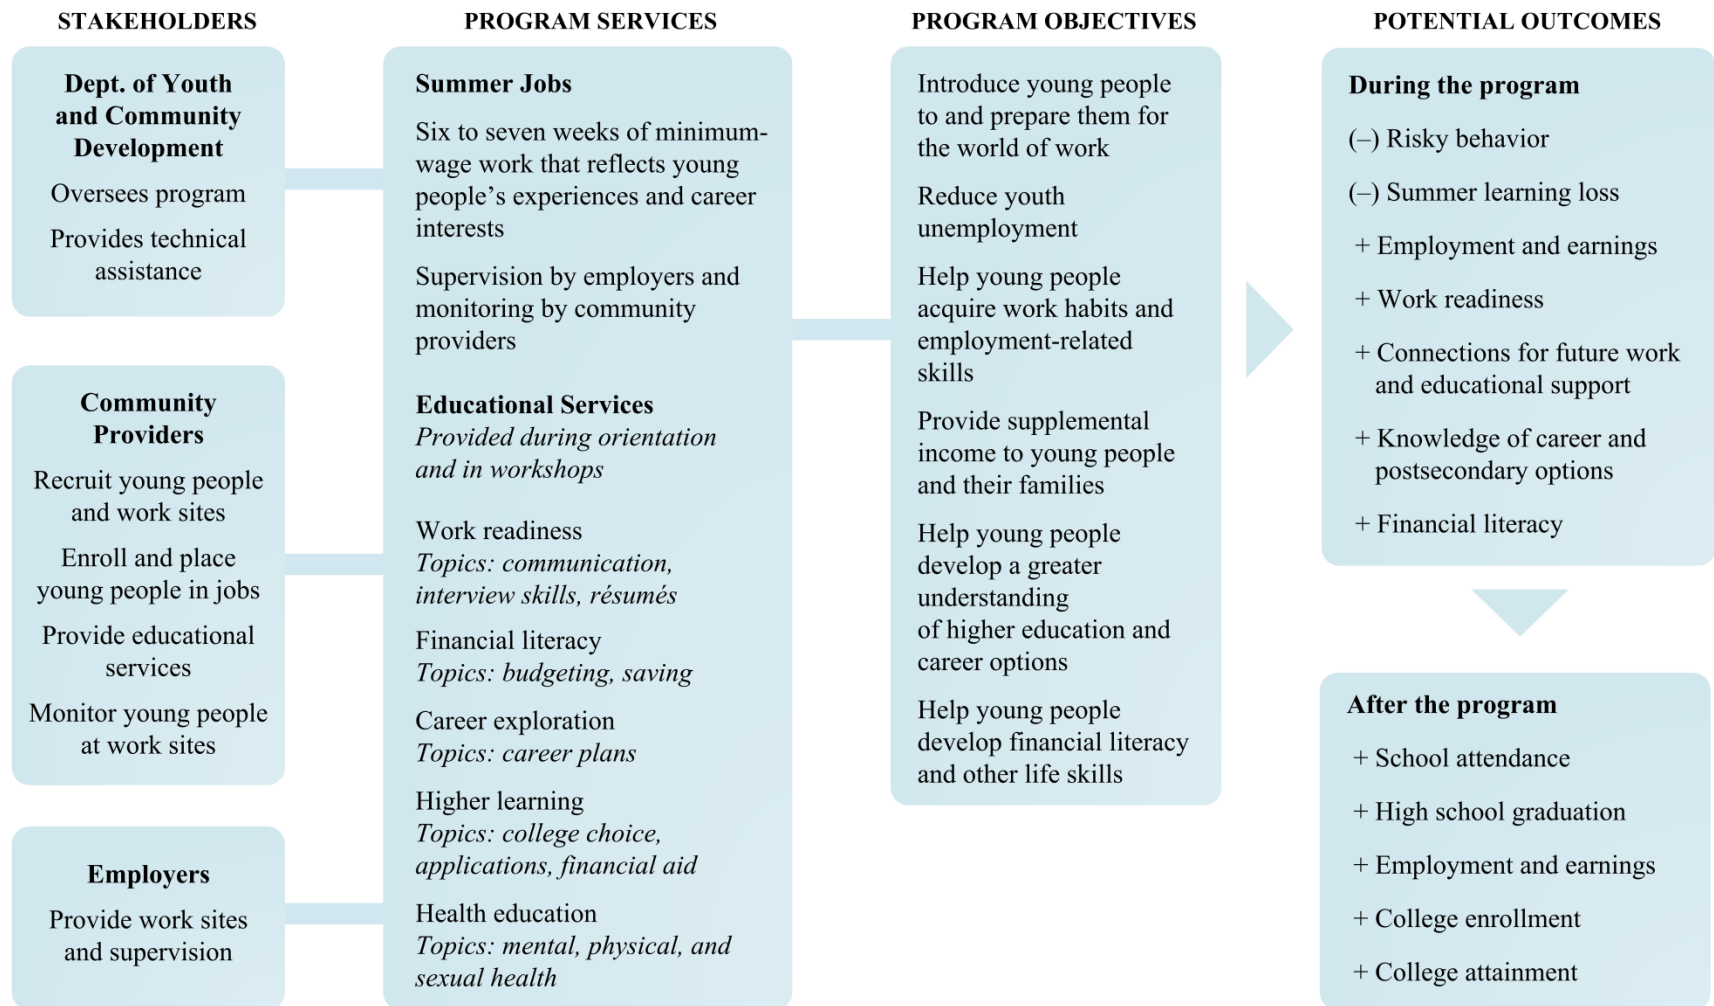 STAKEHOLDERS
Dept. of Youth
and Community
Development
Oversees program
Provides technical
assistance
Community
Providers
Recruit young people
and work sites
Enroll and place
young people in jobs
Provide educational
services
Monitor young people
at work sites
Employers
Provide work sites
and supervision
PROGRAM SERVICES
Summer Jobs
Six to seven weeks of minimum-
wage work that reflects young
people’s experiences and career
interests
Supervision by employers and
monitoring by community
providers
Educational Services
Provided during orientation
and in workshops
Work readiness
Topics: communication,
interview skills, résumés
Financial literacy
Topics: budgeting, saving
Career exploration
Topics: career plans
Higher learning
Topics: college choice,
applications, financial aid
Health education
Topics: mental, physical, and
sexual health
PROGRAM OBJECTIVES
Introduce young people
to and prepare them for
the world of work
Reduce youth
unemployment
Help young people
acquire work habits and
employment-related
skills
Provide supplemental
income to young people
and their families
Help young people
develop a greater
understanding
of higher education and
career options
Help young people
develop financial literacy
and other life skills
POTENTIAL OUTCOMES
During the program
(–) Risky behavior
(–) Summer learning loss
+ Employment and earnings
+ Work readiness
+ Connections for future work
and educational support
+ Knowledge of career and
postsecondary options
+ Financial literacy
After the program
+ School attendance
+ High school graduation
+ Employment and earnings
+ College enrollment
+ College attainment